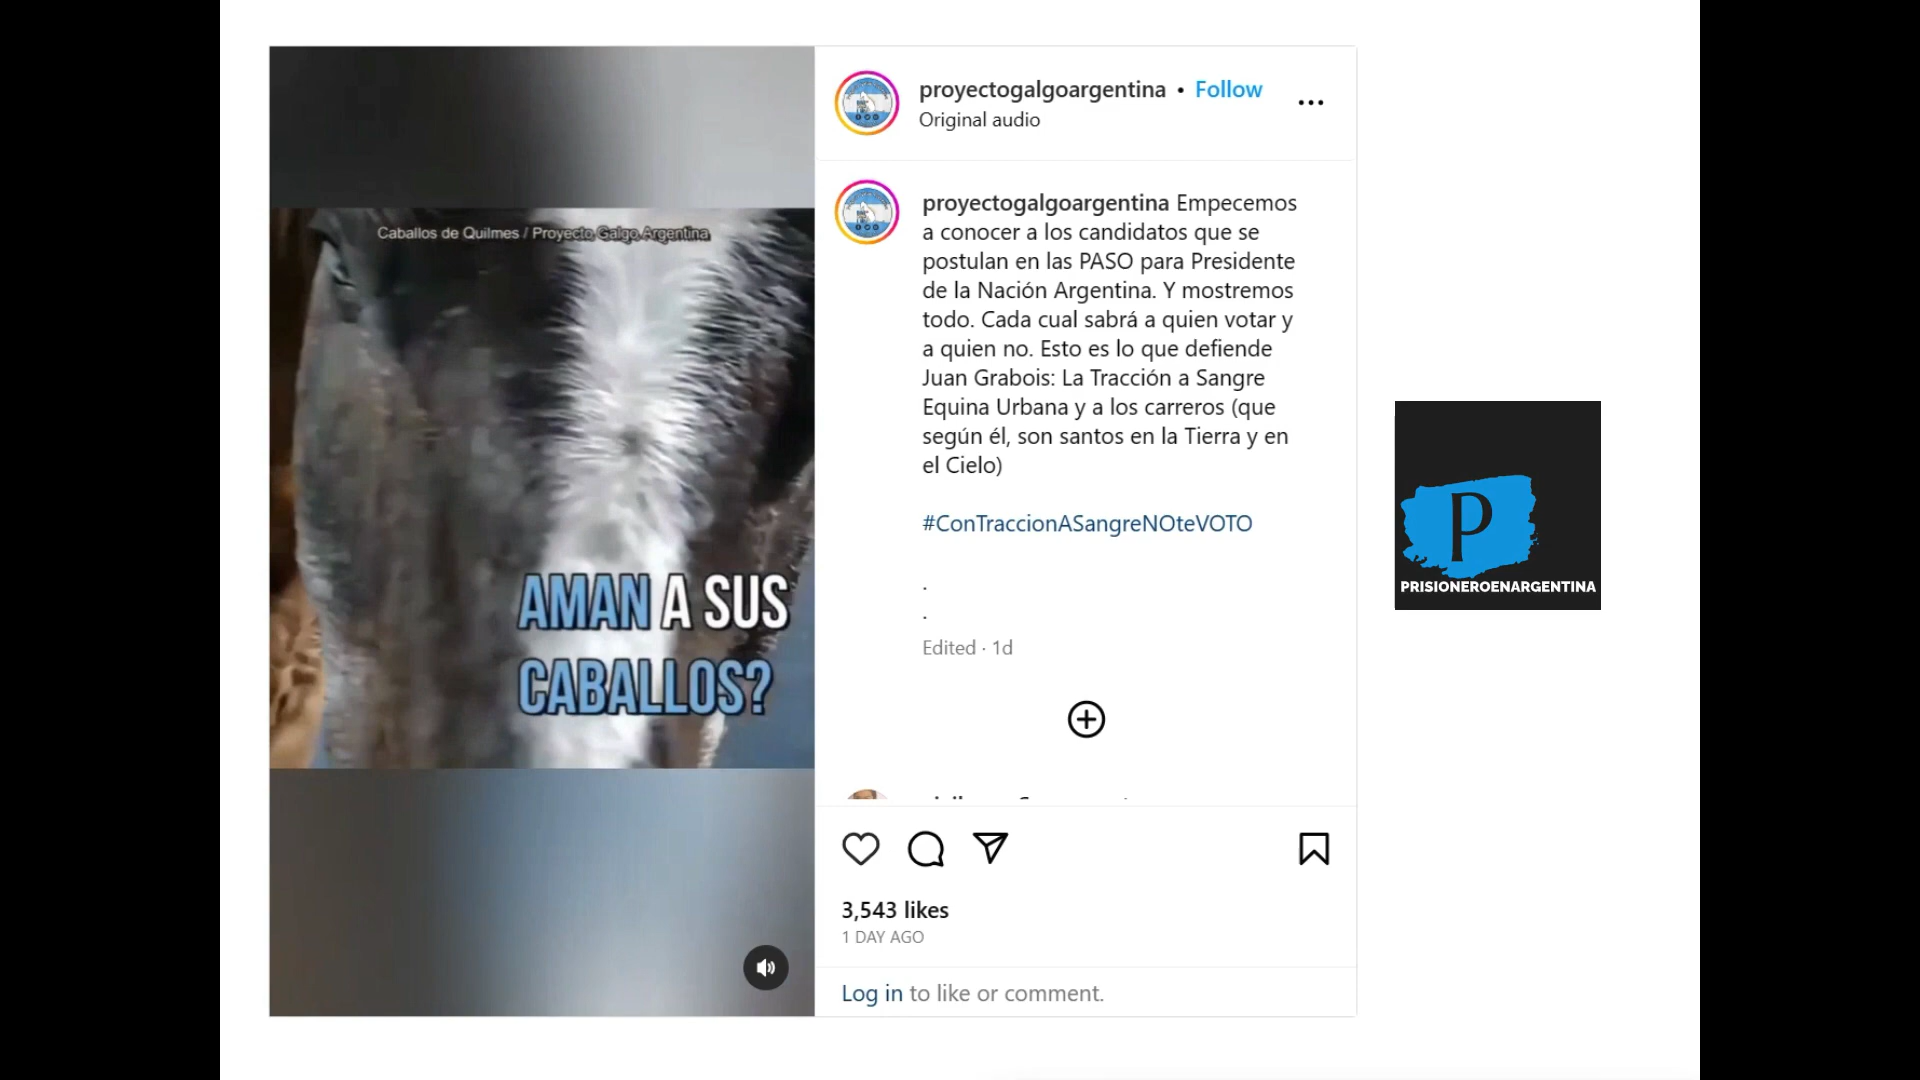 Caballos de Quilmes / Proyecto Galgo Argentina
AMAN A SUS
CABALLOS?
proyectogalgoargentina • Follow
Original audio
proyectogalgoargentina Empecemos
a conocer a los candidatos que se
postulan en las PASO para Presidente
de la Nación Argentina. Y mostremos
todo. Cada cual sabrá a quien votar y
a quien no. Esto es lo que defiende
Juan Grabois: La Tracción a Sangre
Equina Urbana y a los carreros (que
según él, son santos en la Tierra y en
el Cielo)
#ConTraccionASangreNOteVOTO
.
.
Edited · 1d
3,543 likes
1 DAY AGO
Log in to like or comment.
P
PRISIONEROENARGENTINA